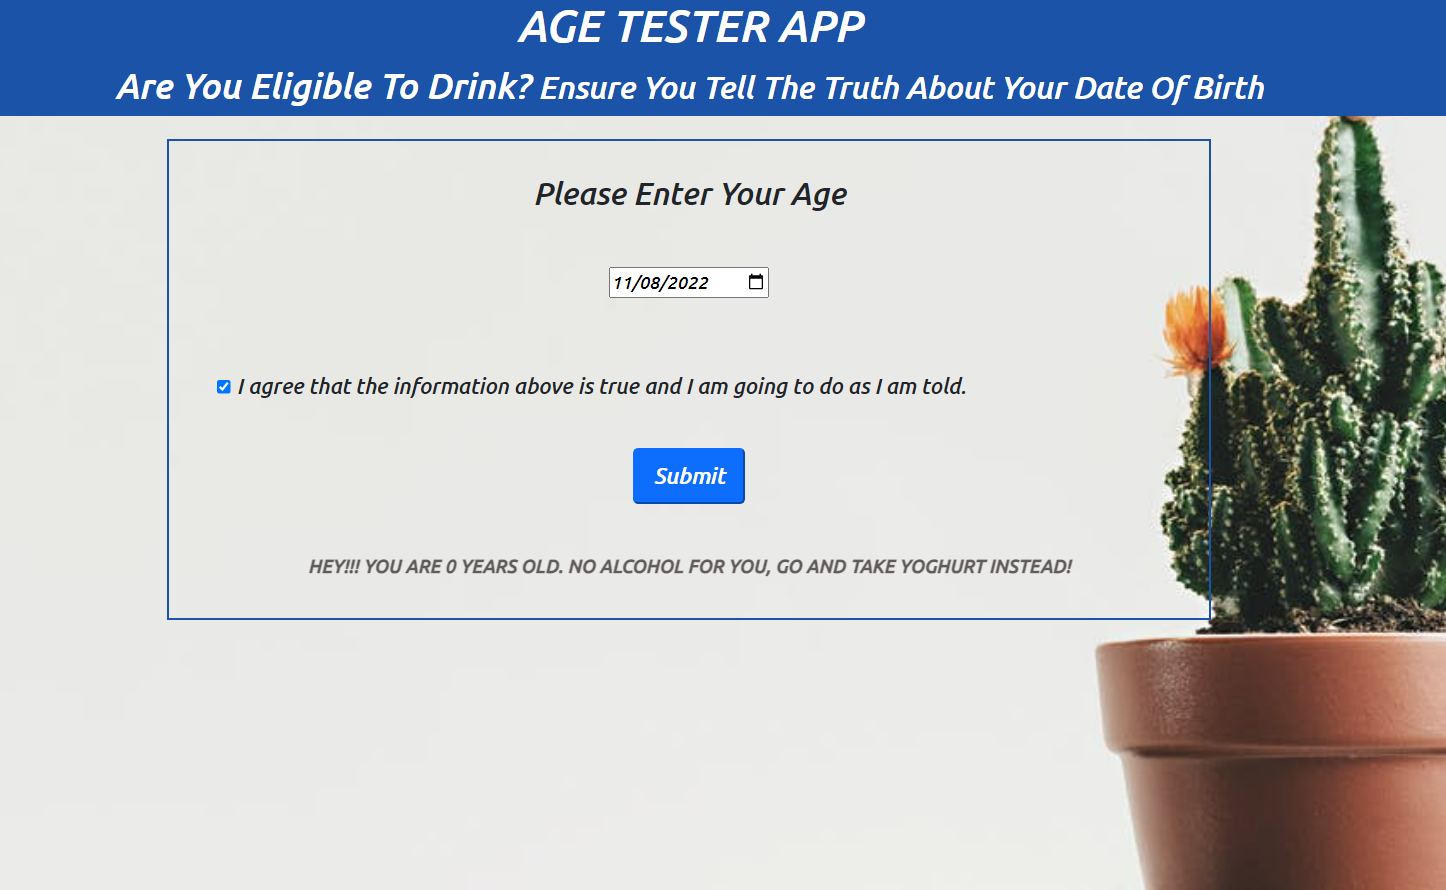 AGE TESTER APP
Are You Eligible To Drink? Ensure You Tell The Truth About Your Date Of Birth
Please Enter Your Age
11/08/2022
I agree that the information above is true and I am going to do as I am told.
Submit
HEY!!! YOU ARE 0 YEARS OLD. NO ALCOHOL FOR YOU, GO AND TAKE YOGHURT INSTEAD!